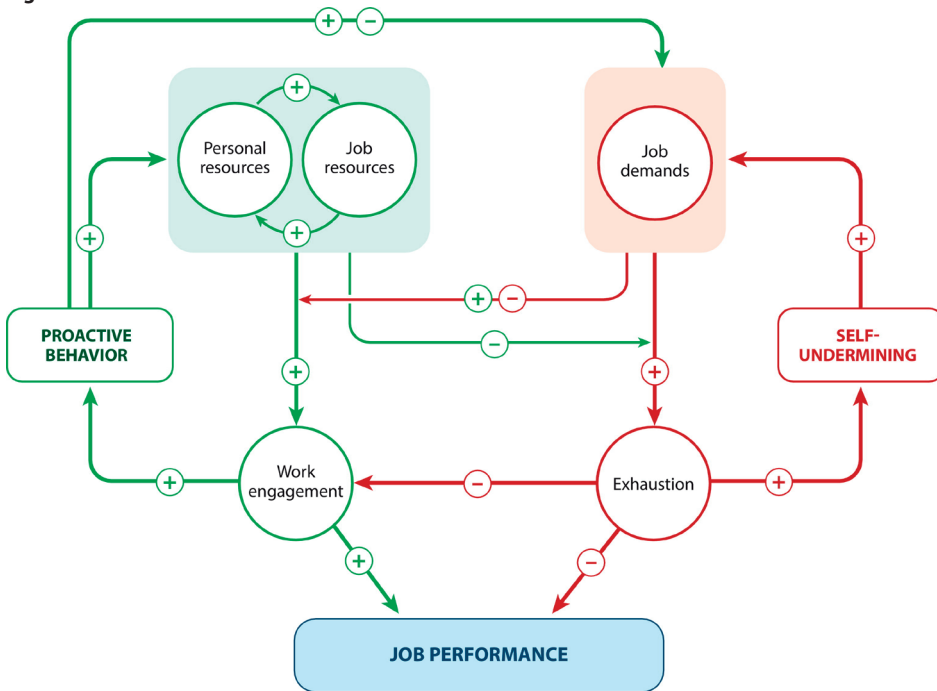 + −
+
Personal
resources
Job
resources
+
Job
demands
+
+
+ −
−
PROACTIVE
BEHAVIOR
SELF-
UNDERMINING
+
+
Work
engagement
Exhaustion
+
−
+
+
−
JOB PERFORMANCE